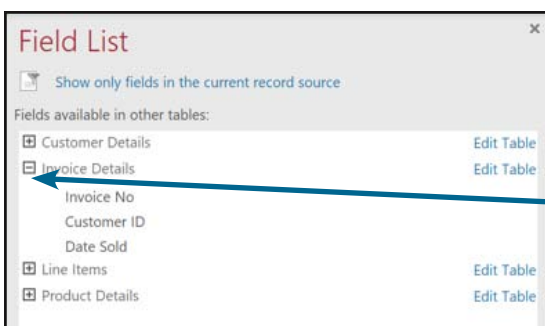 Field List
Show only fields in the current record source
Fields available in other tables:
Customer Details Edit Table
Invoice Details Edit Table
Invoice No
Customer ID
Date Sold
Line Items Edit Table
Product Details Edit Table